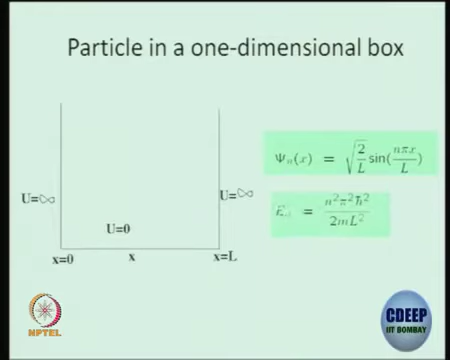 Particle in a one-dimensional box
Ψn(x) = √(2/L) sin(nπx/L)
U=∞
U=∞
En = n²π²ħ²/2mL²
U=0
x=0
x
x=L
NPTEL
CDEEP
IIT BOMBAY